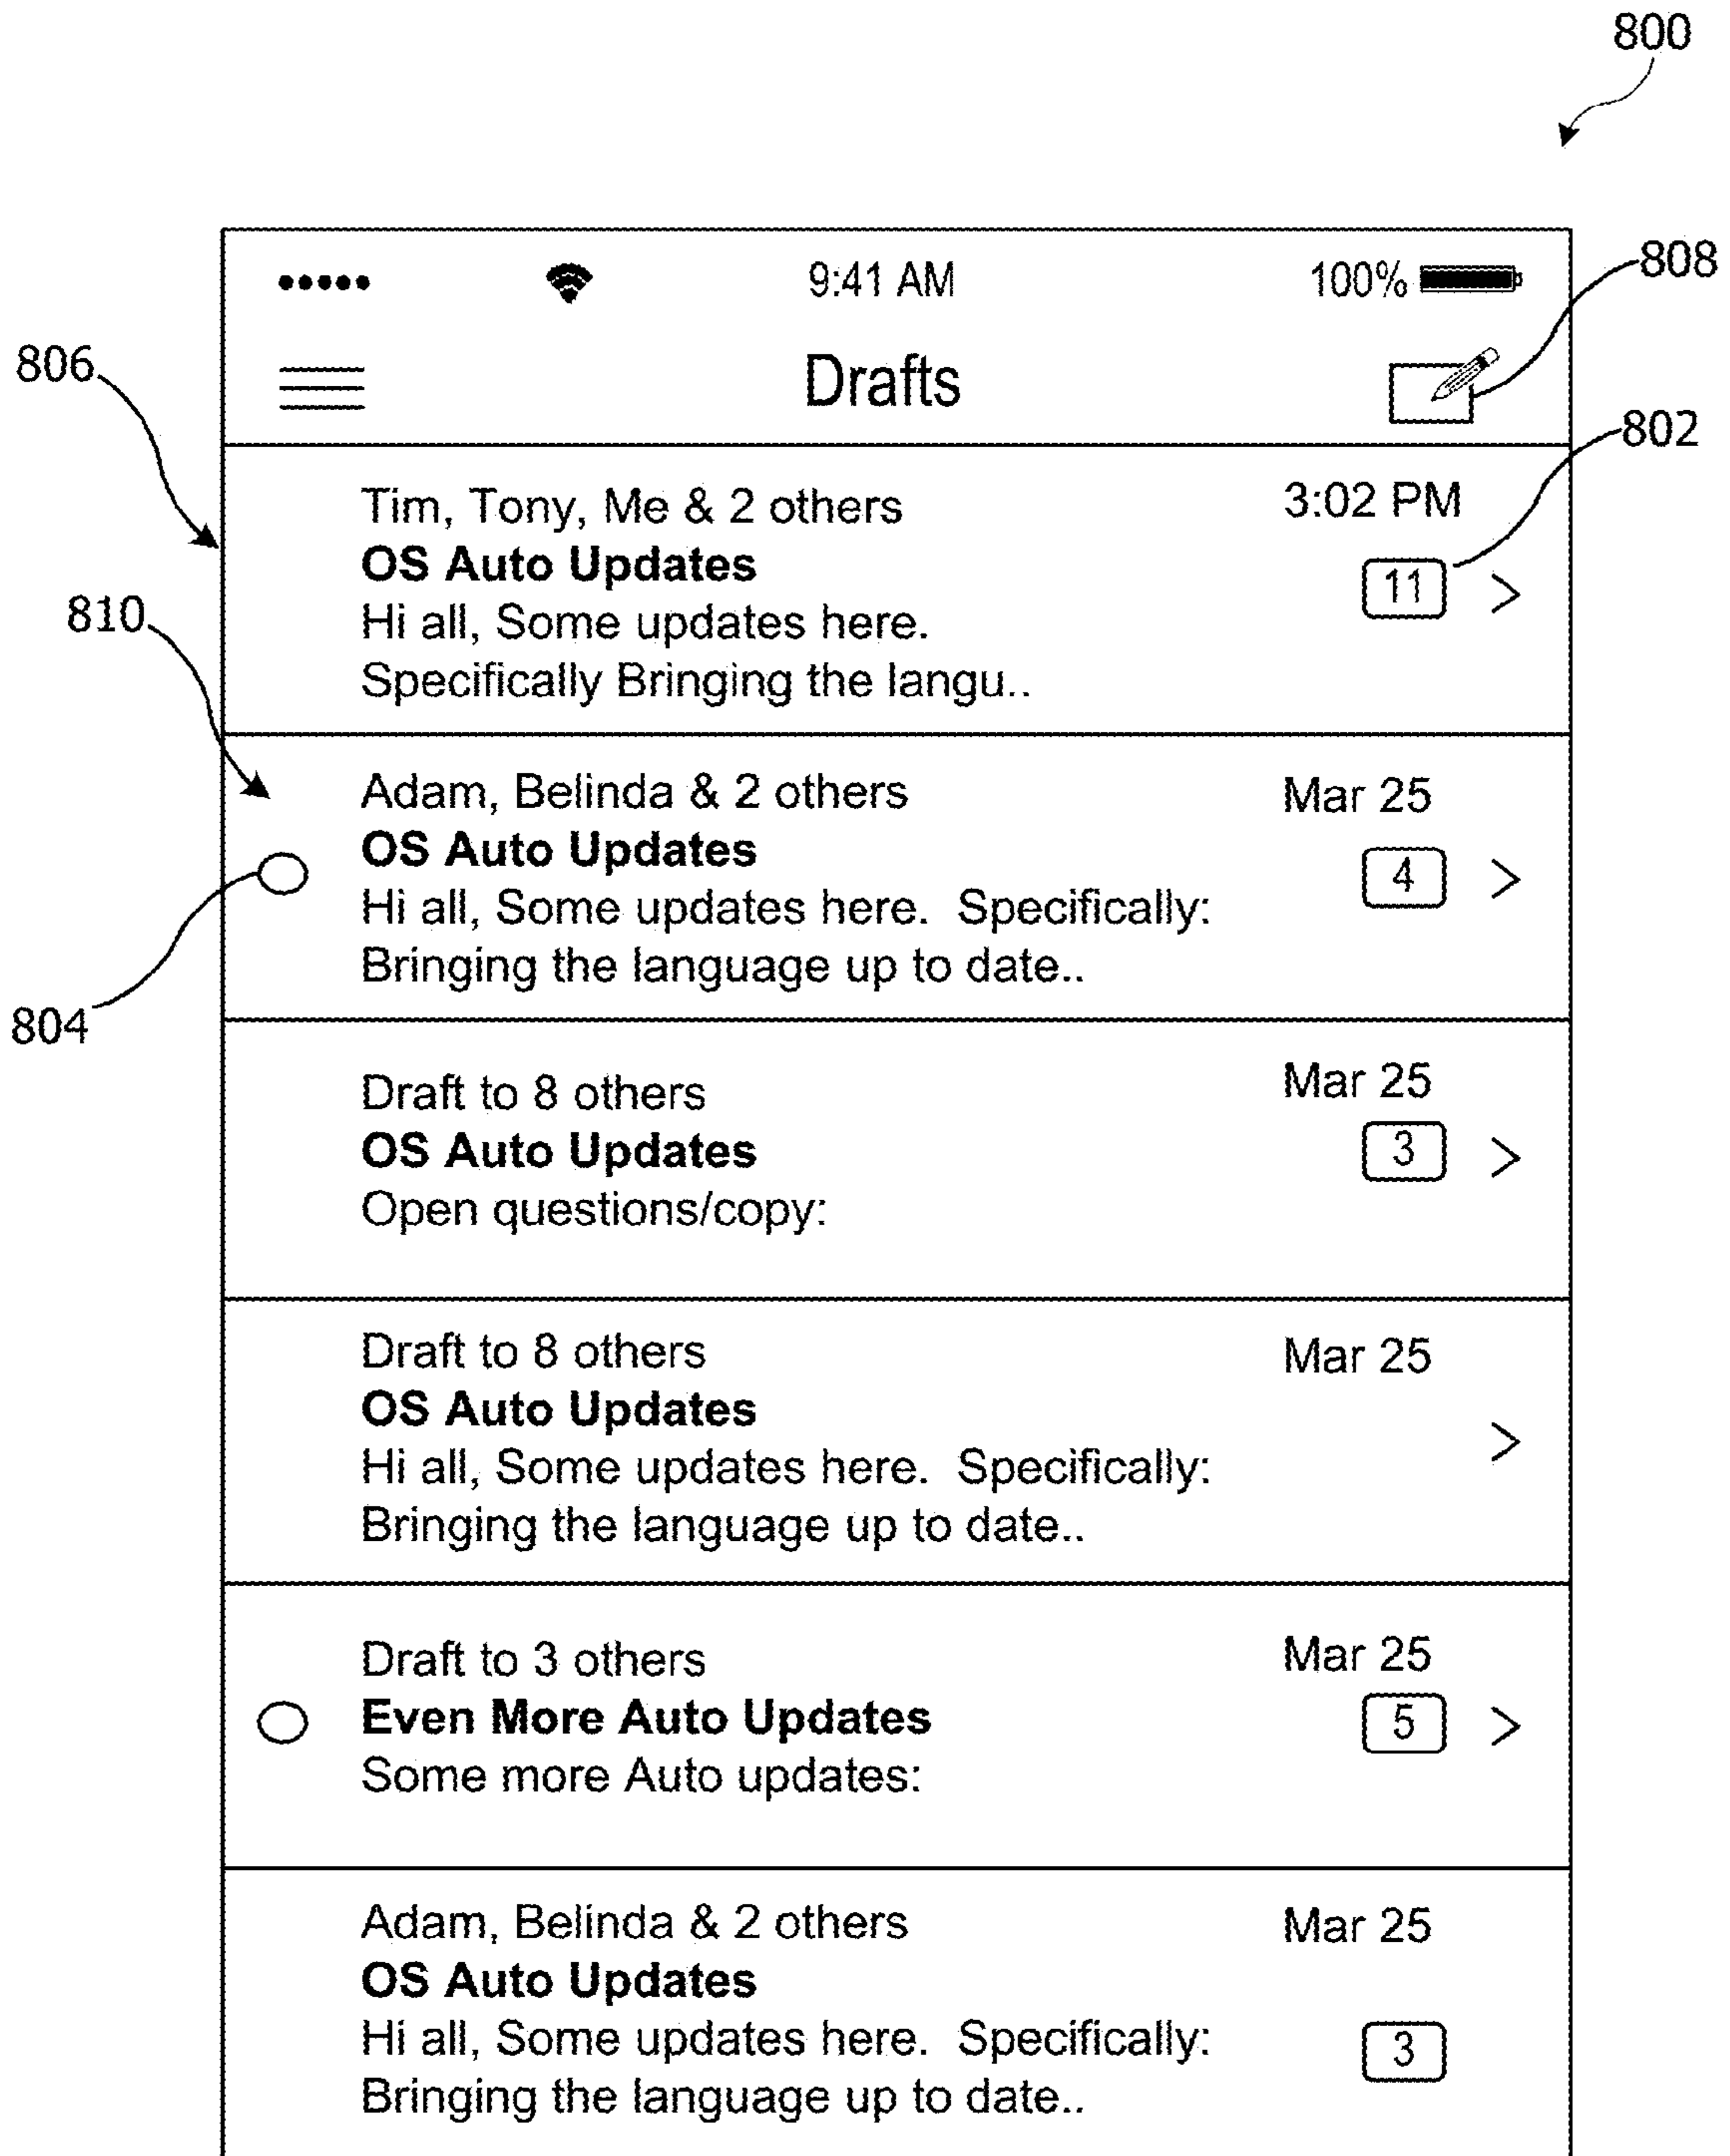 800
9:41 AM 100%
808
806
Drafts
802
Tim, Tony, Me & 2 others 3:02 PM
OS Auto Updates
11 >
Hi all, Some updates here.
Specifically Bringing the langu..
810
Adam, Belinda & 2 others Mar 25
OS Auto Updates
4 >
Hi all, Some updates here. Specifically:
Bringing the language up to date..
804
Draft to 8 others Mar 25
OS Auto Updates 3 >
Open questions/copy:
Draft to 8 others Mar 25
OS Auto Updates
>
Hi all, Some updates here. Specifically:
Bringing the language up to date..
Draft to 3 others Mar 25
Even More Auto Updates 5 >
Some more Auto updates:
Adam, Belinda & 2 others Mar 25
OS Auto Updates
Hi all, Some updates here. Specifically: 3
Bringing the language up to date..